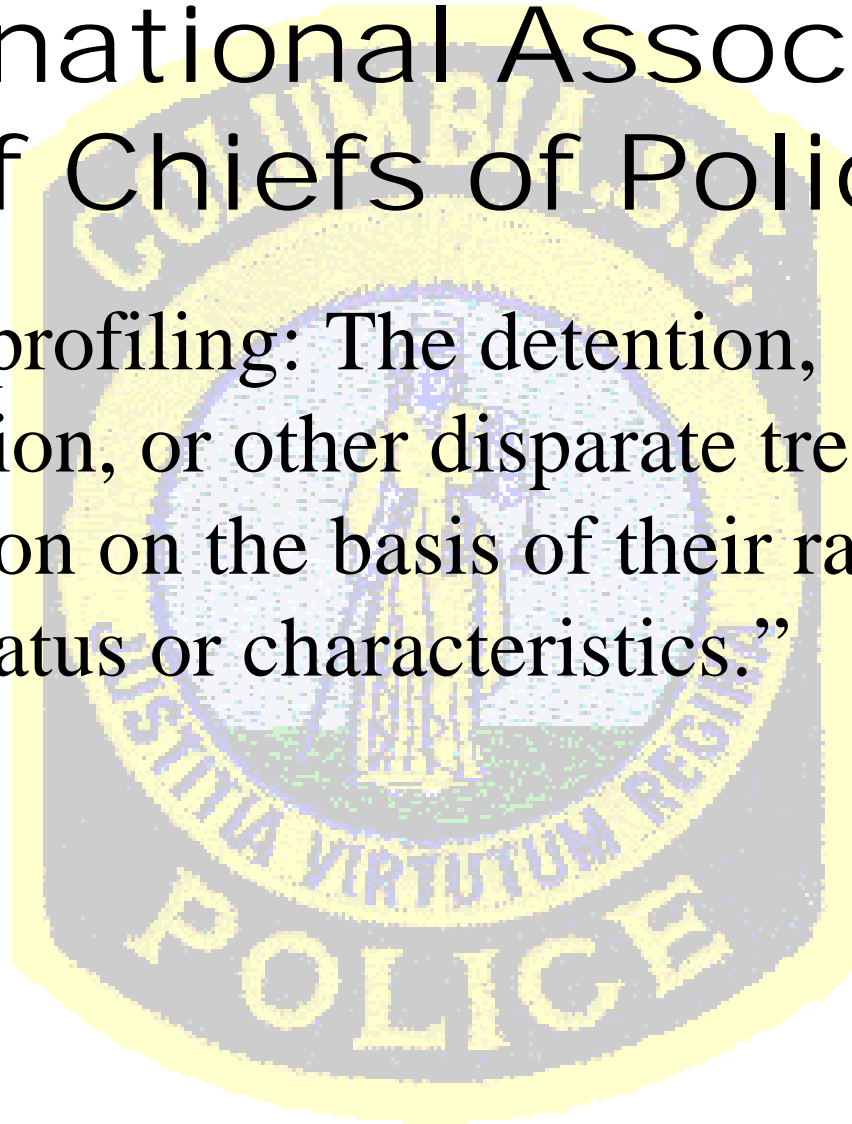 national Assoc
f Chiefs of Polic
profiling: The detention,
ion, or other disparate tre
on on the basis of their ra
atus or characteristics.”
COLUMBIA, S.C.
JUSTITIA VIRTUTUM REGINA
POLICE